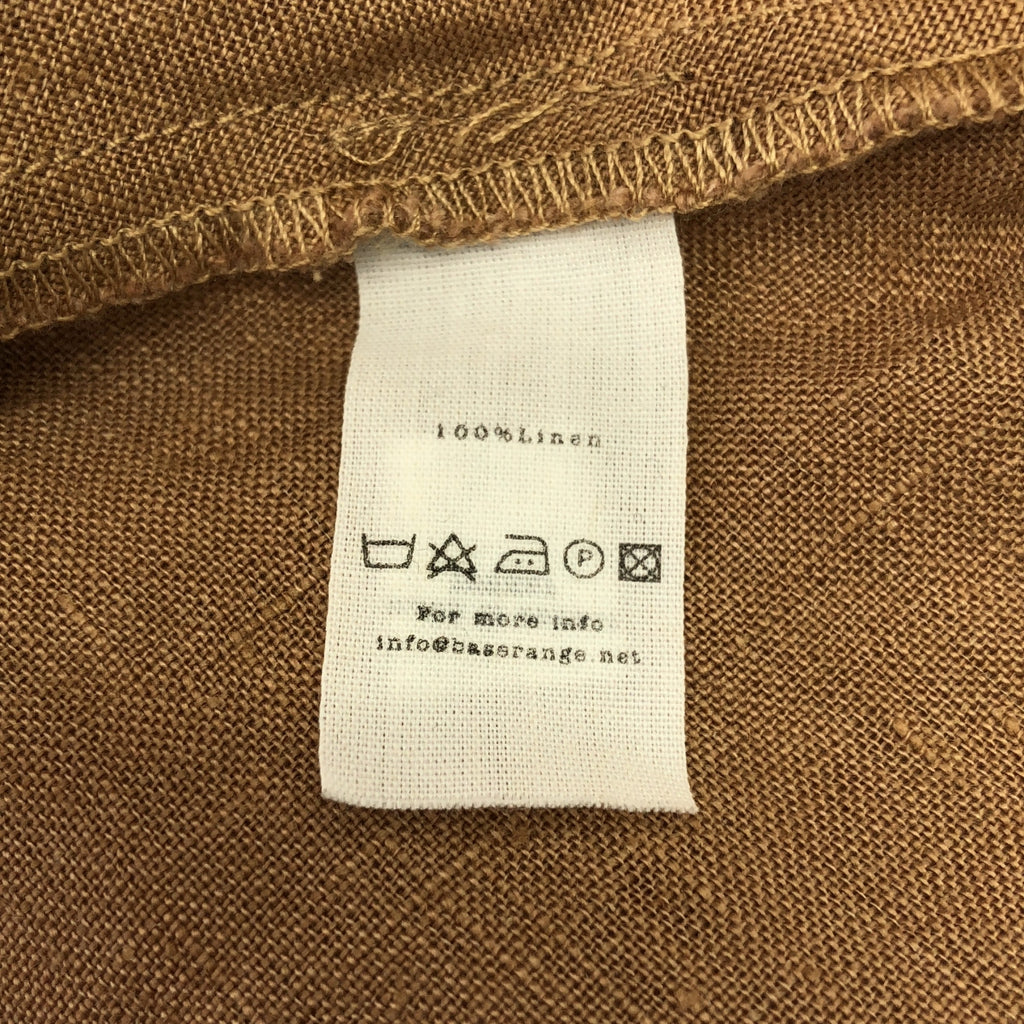 100%Linen
P
For more info
info@baserange.net